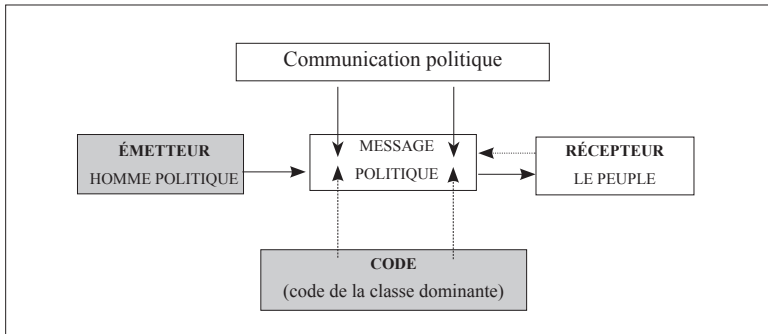 Communication politique
ÉMETTEUR
HOMME POLITIQUE
MESSAGE
POLITIQUE
RÉCEPTEUR
LE PEUPLE
CODE
(code de la classe dominante)